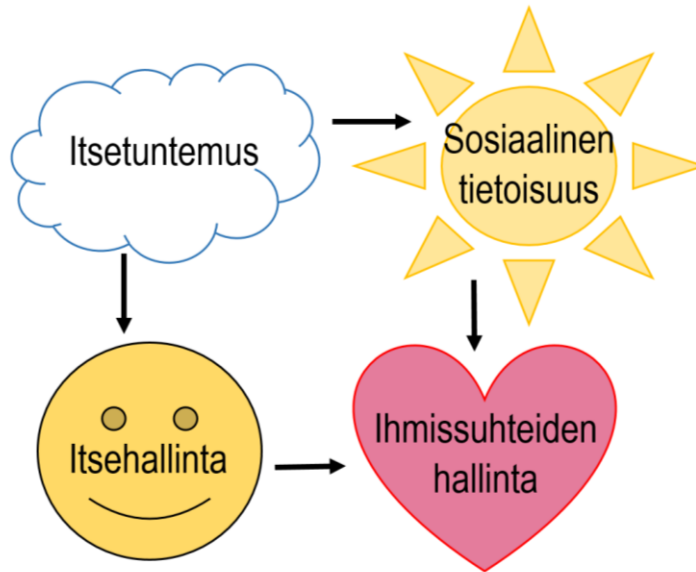 Itsetuntemus
Sosiaalinen
tietoisuus
Itsehallinta
Ihmissuhteiden
hallinta